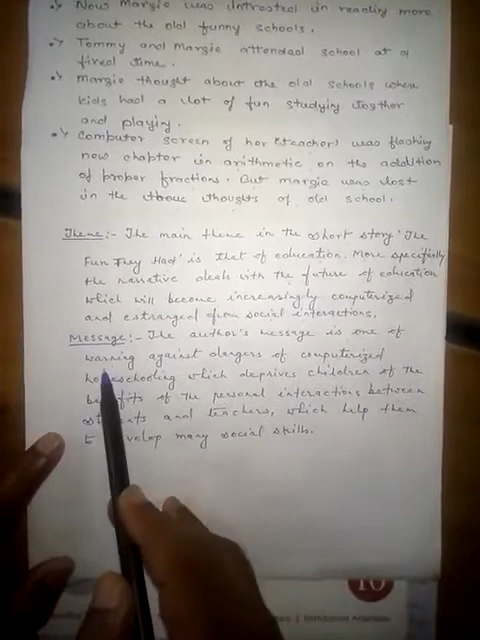 •> Now Margie was intrested in reading more
about the old funny schools.
•> Tommy and Margie attended school at a
fixed time.
•> Margie thought about the old schools where
kids had a lot of fun studying together
and playing.
•> Computer screen of her (teacher) was flashing
new chapter in arithmetic on the addition
of proper fractions. But margie was lost
in the thoughts of old school.
Theme:- The main theme in the short story 'The
Fun They Had' is that of education. More specifically
the narrative deals with the future of education
which will become increasingly computerized
and estranged from social interactions.
Message:- The author's message is one of
warning against dangers of computerized
homeschooling which deprives children of the
benefits of the personal interactions between
students and teachers, which help them
to develop many social skills.
10